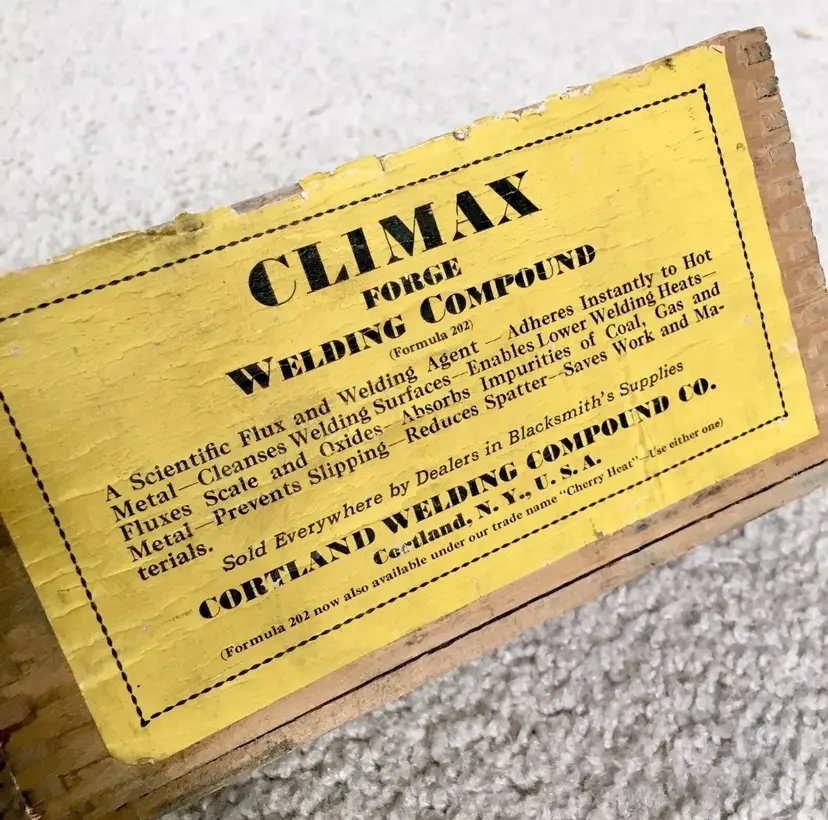 CLIMAX
FORGE
WELDING COMPOUND
(Formula 202)
A Scientific Flux and Welding Agent—Adheres Instantly to Hot
Metal—Cleanses Welding Surfaces—Enables Lower Welding Heats—
Fluxes Scale and Oxides—Absorbs Impurities of Coal, Gas and
Metal—Prevents Slipping—Reduces Spatter—Saves Work and Ma-
terials.
Sold Everywhere by Dealers in Blacksmith's Supplies
CORTLAND WELDING COMPOUND CO.
Cortland, N. Y., U. S. A.
(Formula 202 now also available under our trade name "Cherry Heat"—Use either one)